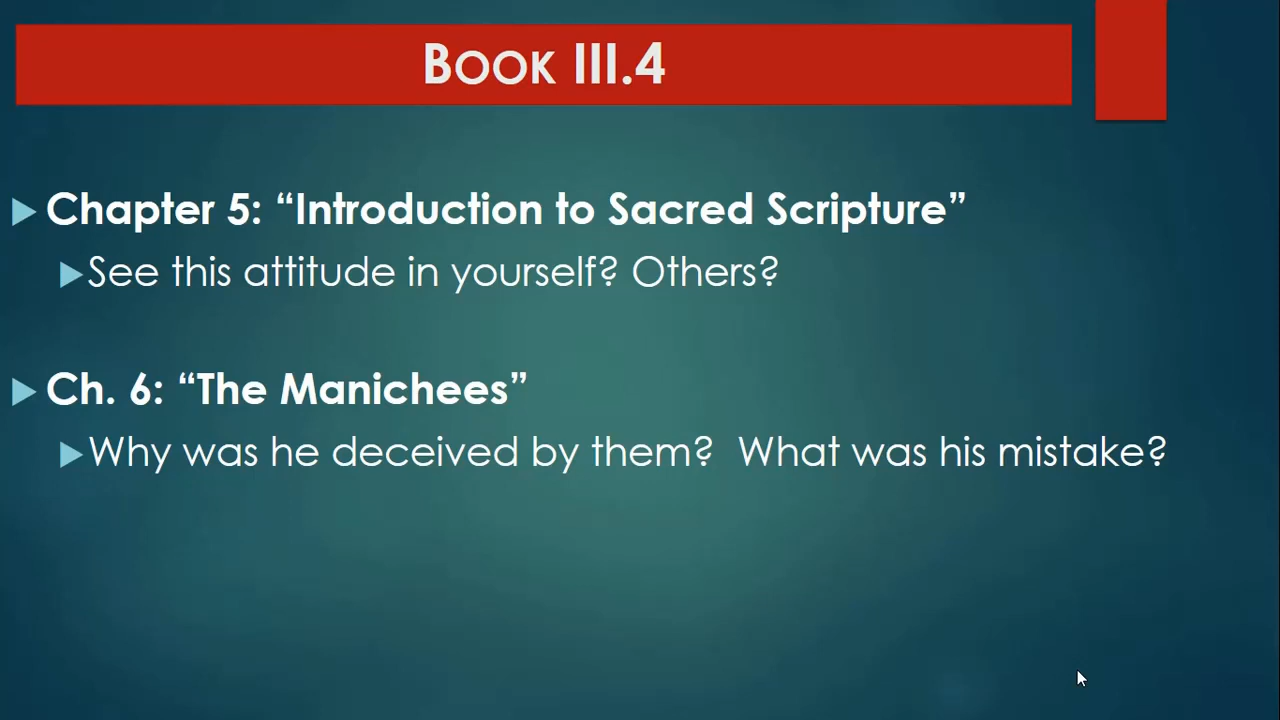 Book III.4
Chapter 5: “Introduction to Sacred Scripture”
See this attitude in yourself? Others?
Ch. 6: “The Manichees”
Why was he deceived by them?  What was his mistake?